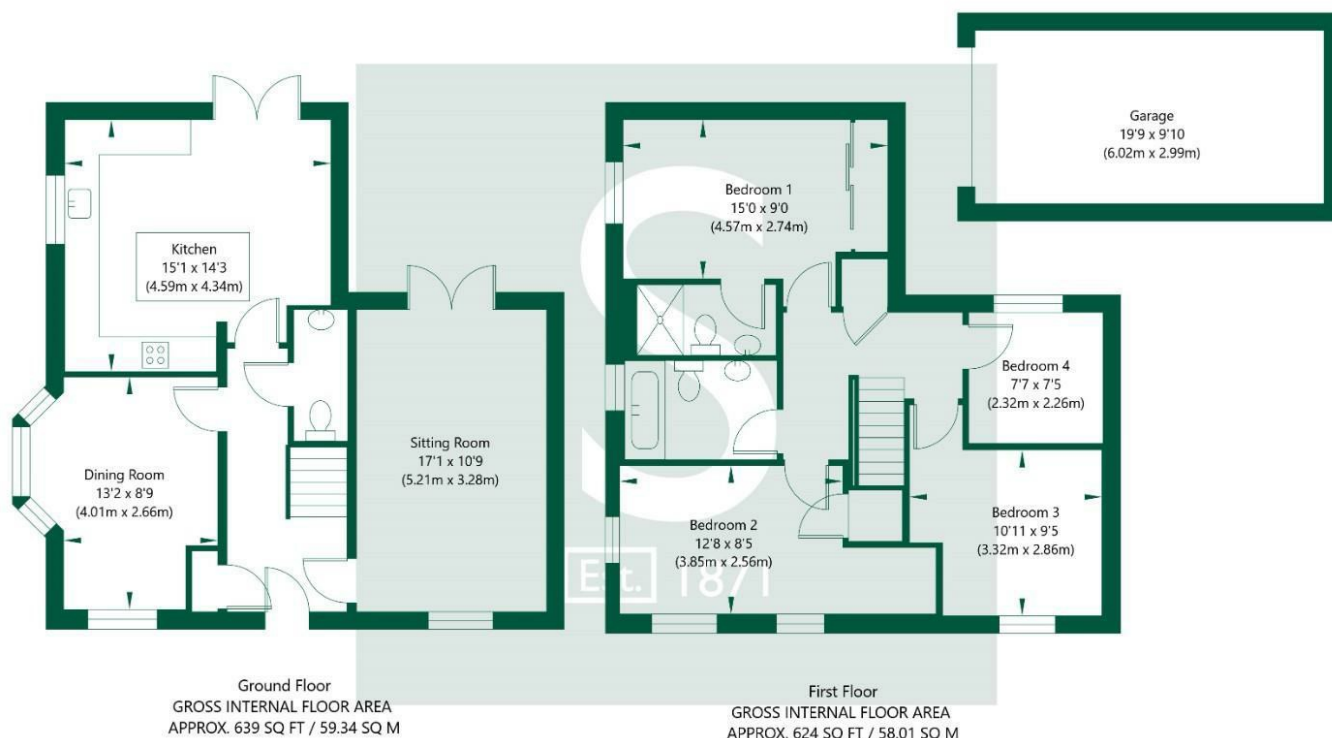 Kitchen
15'1 x 14'3
(4.59m x 4.34m)
Dining Room
13'2 x 8'9
(4.01m x 2.66m)
Sitting Room
17'1 x 10'9
(5.21m x 3.28m)
Ground Floor
GROSS INTERNAL FLOOR AREA
APPROX. 639 SQ FT / 59.34 SQ M
Bedroom 1
15'0 x 9'0
(4.57m x 2.74m)
Bedroom 2
12'8 x 8'5
(3.85m x 2.56m)
Bedroom 4
7'7 x 7'5
(2.32m x 2.26m)
Bedroom 3
10'11 x 9'5
(3.32m x 2.86m)
First Floor
GROSS INTERNAL FLOOR AREA
APPROX. 624 SQ FT / 58.01 SQ M
Garage
19'9 x 9'10
(6.02m x 2.99m)
S
Est. 1871